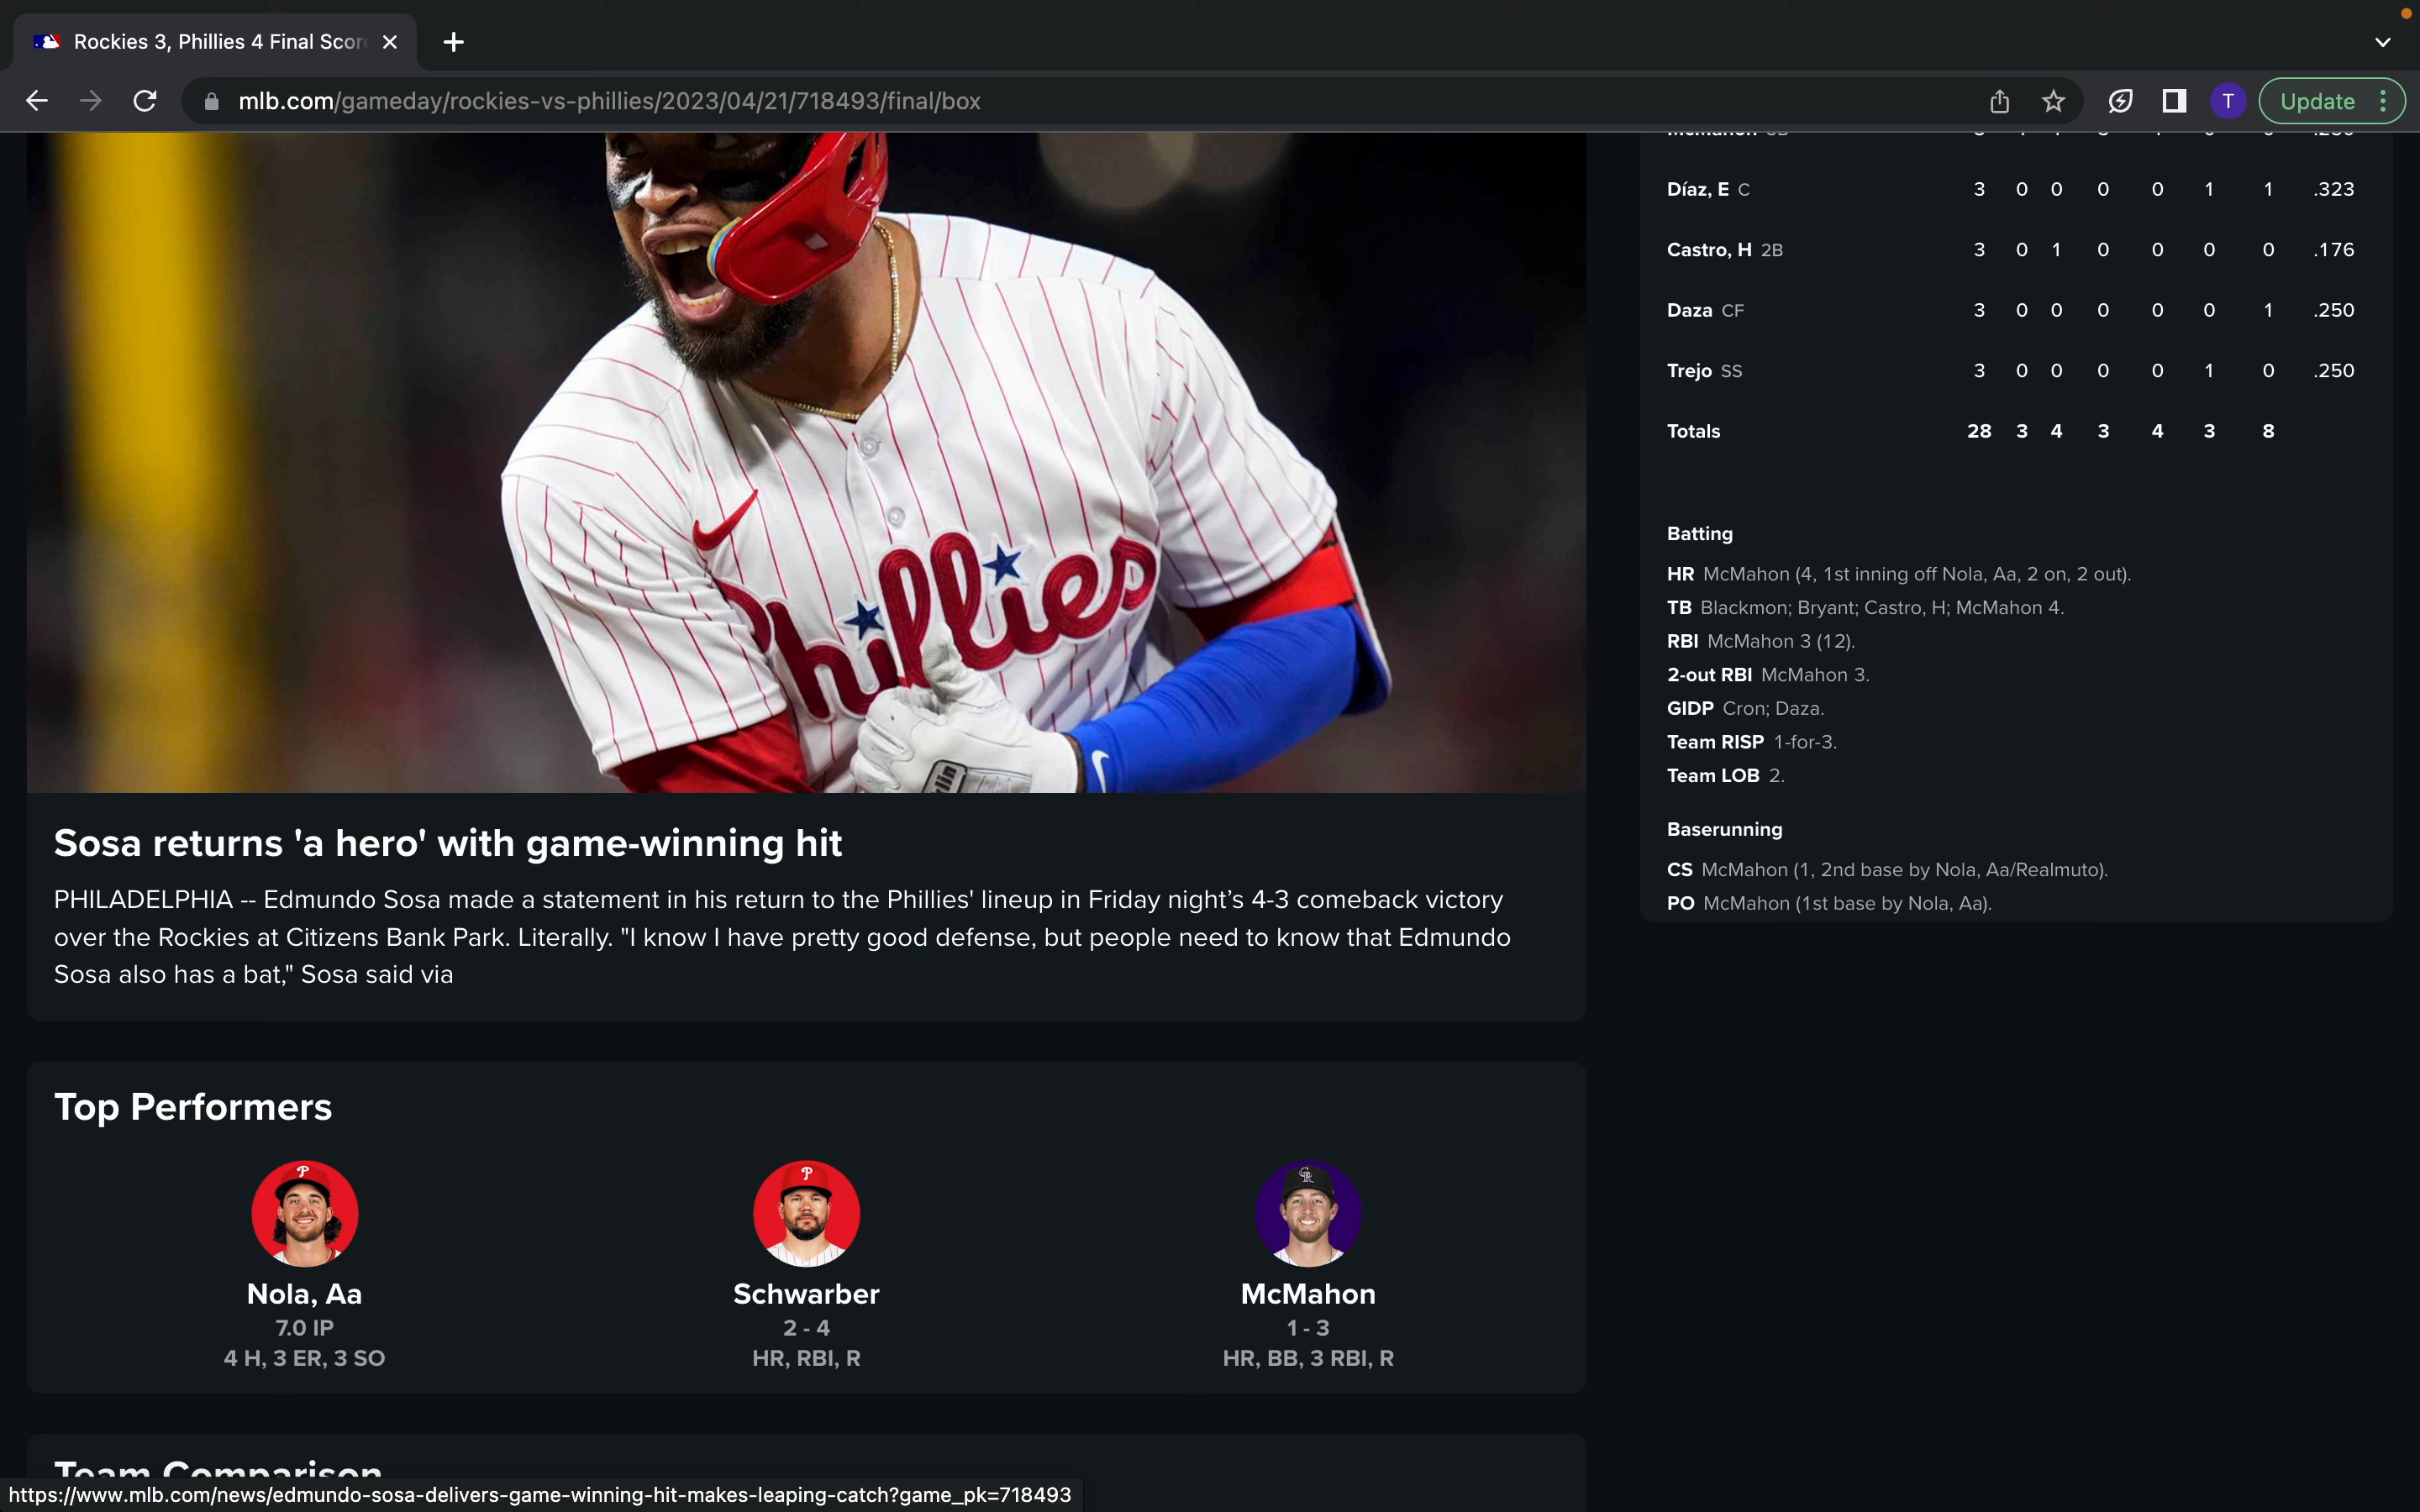 Rockies 3, Phillies 4 Final Scor
mlb.com/gameday/rockies-vs-phillies/2023/04/21/718493/final/box
T
Update
Phillies
Sosa returns 'a hero' with game-winning hit
PHILADELPHIA -- Edmundo Sosa made a statement in his return to the Phillies' lineup in Friday night’s 4-3 comeback victory
over the Rockies at Citizens Bank Park. Literally. "I know I have pretty good defense, but people need to know that Edmundo
Sosa also has a bat," Sosa said via
Top Performers
Nola, Aa
7.0 IP
4 H, 3 ER, 3 SO
Schwarber
2 - 4
HR, RBI, R
McMahon
1 - 3
HR, BB, 3 RBI, R
Team Comparison
https://www.mlb.com/news/edmundo-sosa-delivers-game-winning-hit-makes-leaping-catch?game_pk=718493
Díaz, E C 3 0 0 0 0 1 1 .323
Castro, H 2B 3 0 1 0 0 0 0 .176
Daza CF 3 0 0 0 0 0 1 .250
Trejo SS 3 0 0 0 0 1 0 .250
Totals 28 3 4 3 4 3 8
Batting
HR McMahon (4, 1st inning off Nola, Aa, 2 on, 2 out).
TB Blackmon; Bryant; Castro, H; McMahon 4.
RBI McMahon 3 (12).
2-out RBI McMahon 3.
GIDP Cron; Daza.
Team RISP 1-for-3.
Team LOB 2.
Baserunning
CS McMahon (1, 2nd base by Nola, Aa/Realmuto).
PO McMahon (1st base by Nola, Aa).